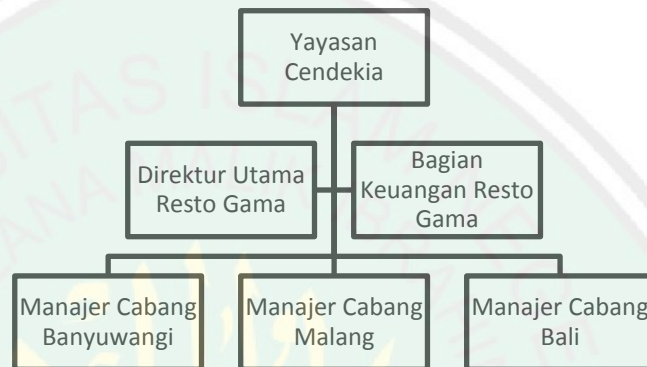 Yayasan
Cendekia
Direktur Utama
Resto Gama
Bagian
Keuangan Resto
Gama
Manajer Cabang
Banyuwangi
Manajer Cabang
Malang
Manajer Cabang
Bali